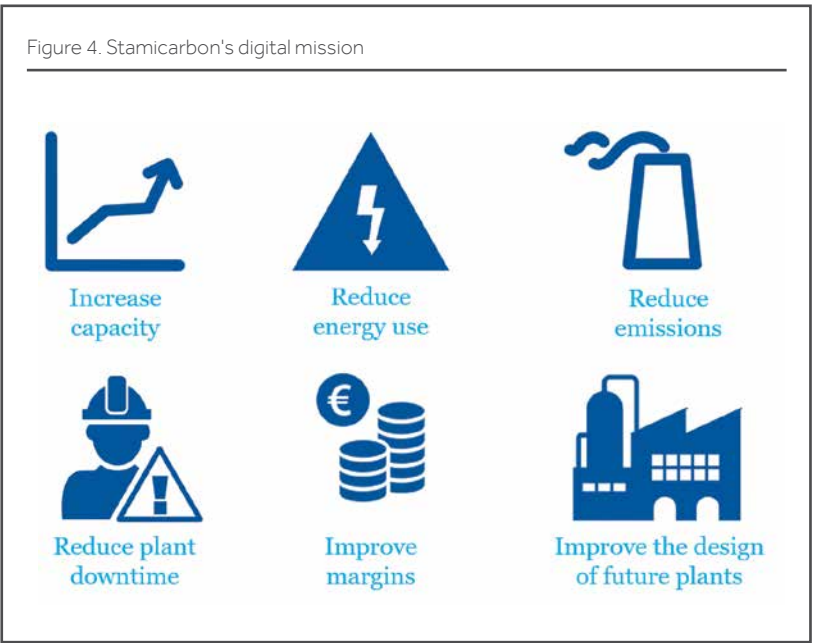 Figure 4. Stamicarbon's digital mission
Increase
capacity
Reduce
energy use
Reduce
emissions
€
!
Reduce plant
downtime
Improve
margins
Improve the design
of future plants